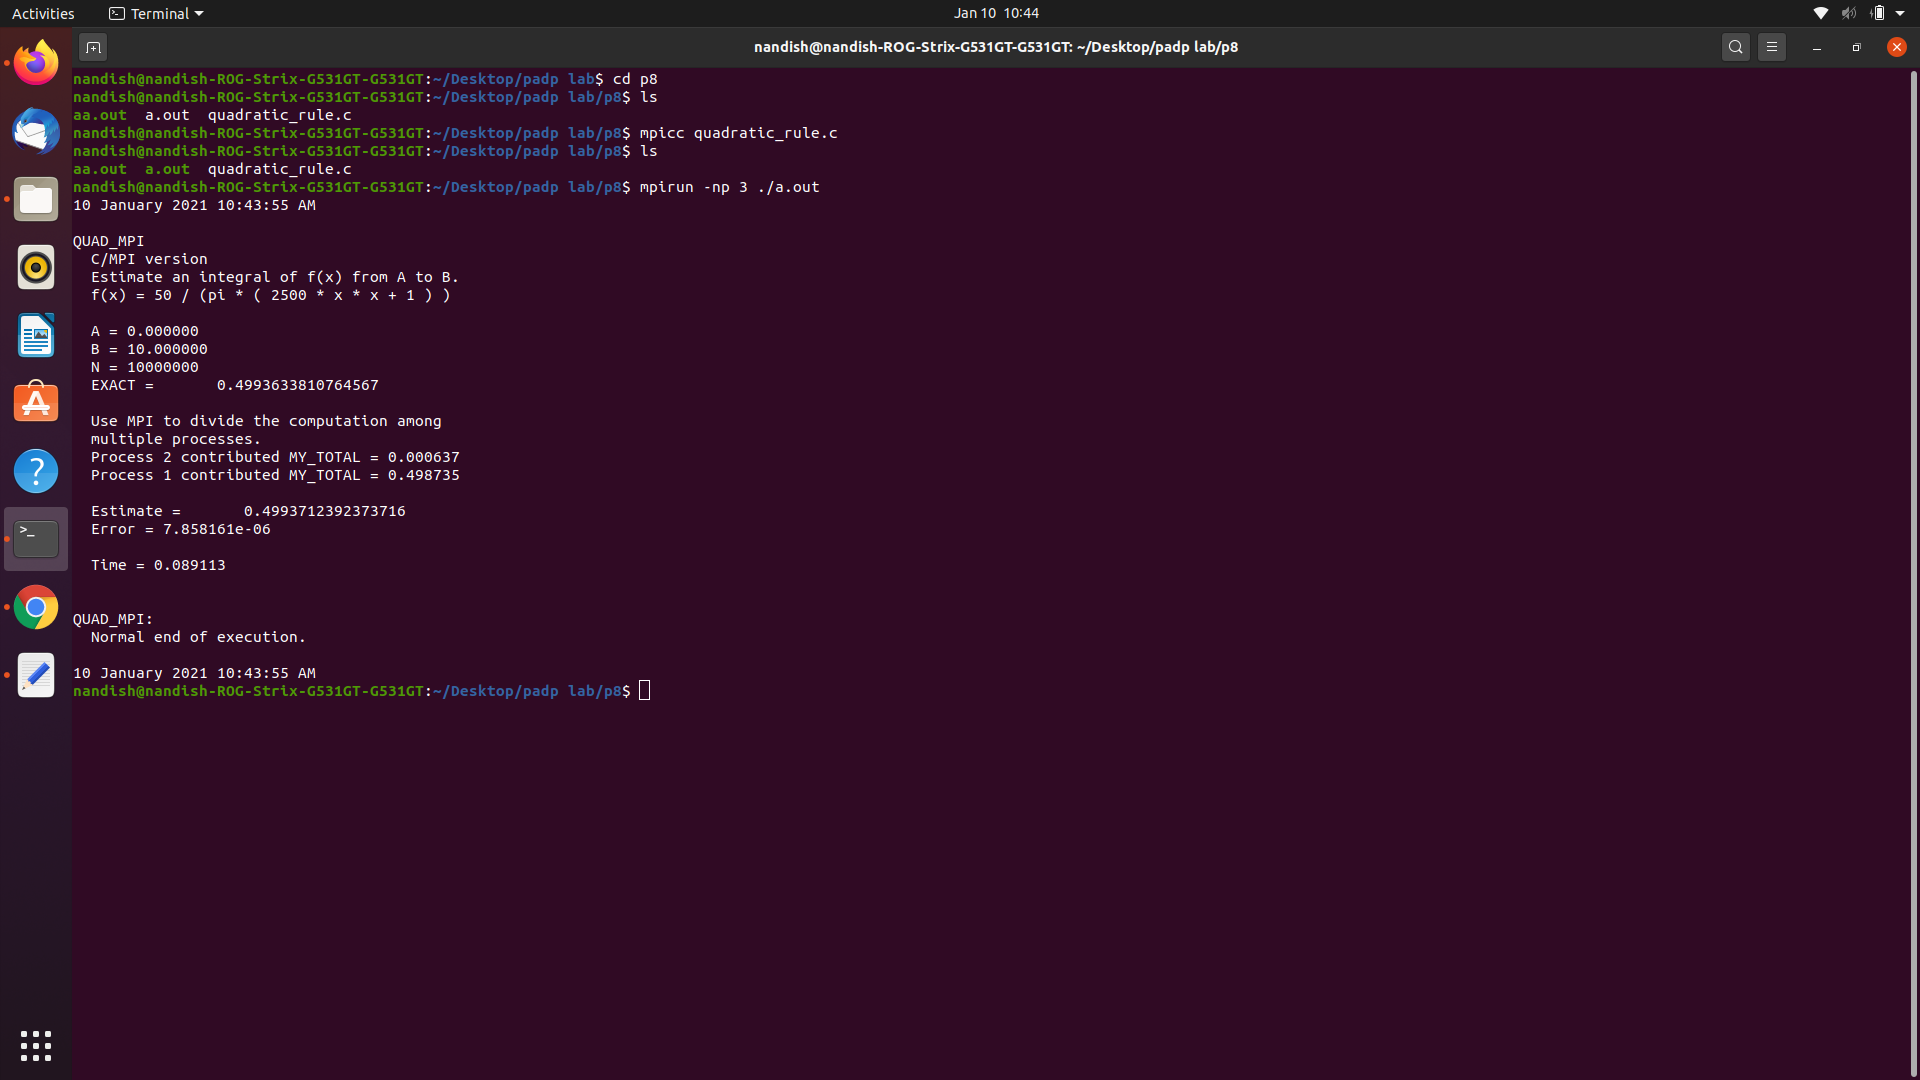 Activities Terminal Jan 10 10:44
nandish@nandish-ROG-Strix-G531GT-G531GT: ~/Desktop/padp lab/p8
nandish@nandish-ROG-Strix-G531GT-G531GT:~/Desktop/padp lab$ cd p8
nandish@nandish-ROG-Strix-G531GT-G531GT:~/Desktop/padp lab/p8$ ls
aa.out  a.out  quadratic_rule.c
nandish@nandish-ROG-Strix-G531GT-G531GT:~/Desktop/padp lab/p8$ mpicc quadratic_rule.c
nandish@nandish-ROG-Strix-G531GT-G531GT:~/Desktop/padp lab/p8$ ls
aa.out  a.out  quadratic_rule.c
nandish@nandish-ROG-Strix-G531GT-G531GT:~/Desktop/padp lab/p8$ mpirun -np 3 ./a.out
10 January 2021 10:43:55 AM
QUAD_MPI
  C/MPI version
  Estimate an integral of f(x) from A to B.
  f(x) = 50 / (pi * ( 2500 * x * x + 1 ) )
  A = 0.000000
  B = 10.000000
  N = 10000000
  EXACT =       0.4993633810764567
  Use MPI to divide the computation among
  multiple processes.
  Process 2 contributed MY_TOTAL = 0.000637
  Process 1 contributed MY_TOTAL = 0.498735
  Estimate =       0.4993712392373716
  Error = 7.858161e-06
  Time = 0.089113
QUAD_MPI:
  Normal end of execution.
10 January 2021 10:43:55 AM
nandish@nandish-ROG-Strix-G531GT-G531GT:~/Desktop/padp lab/p8$